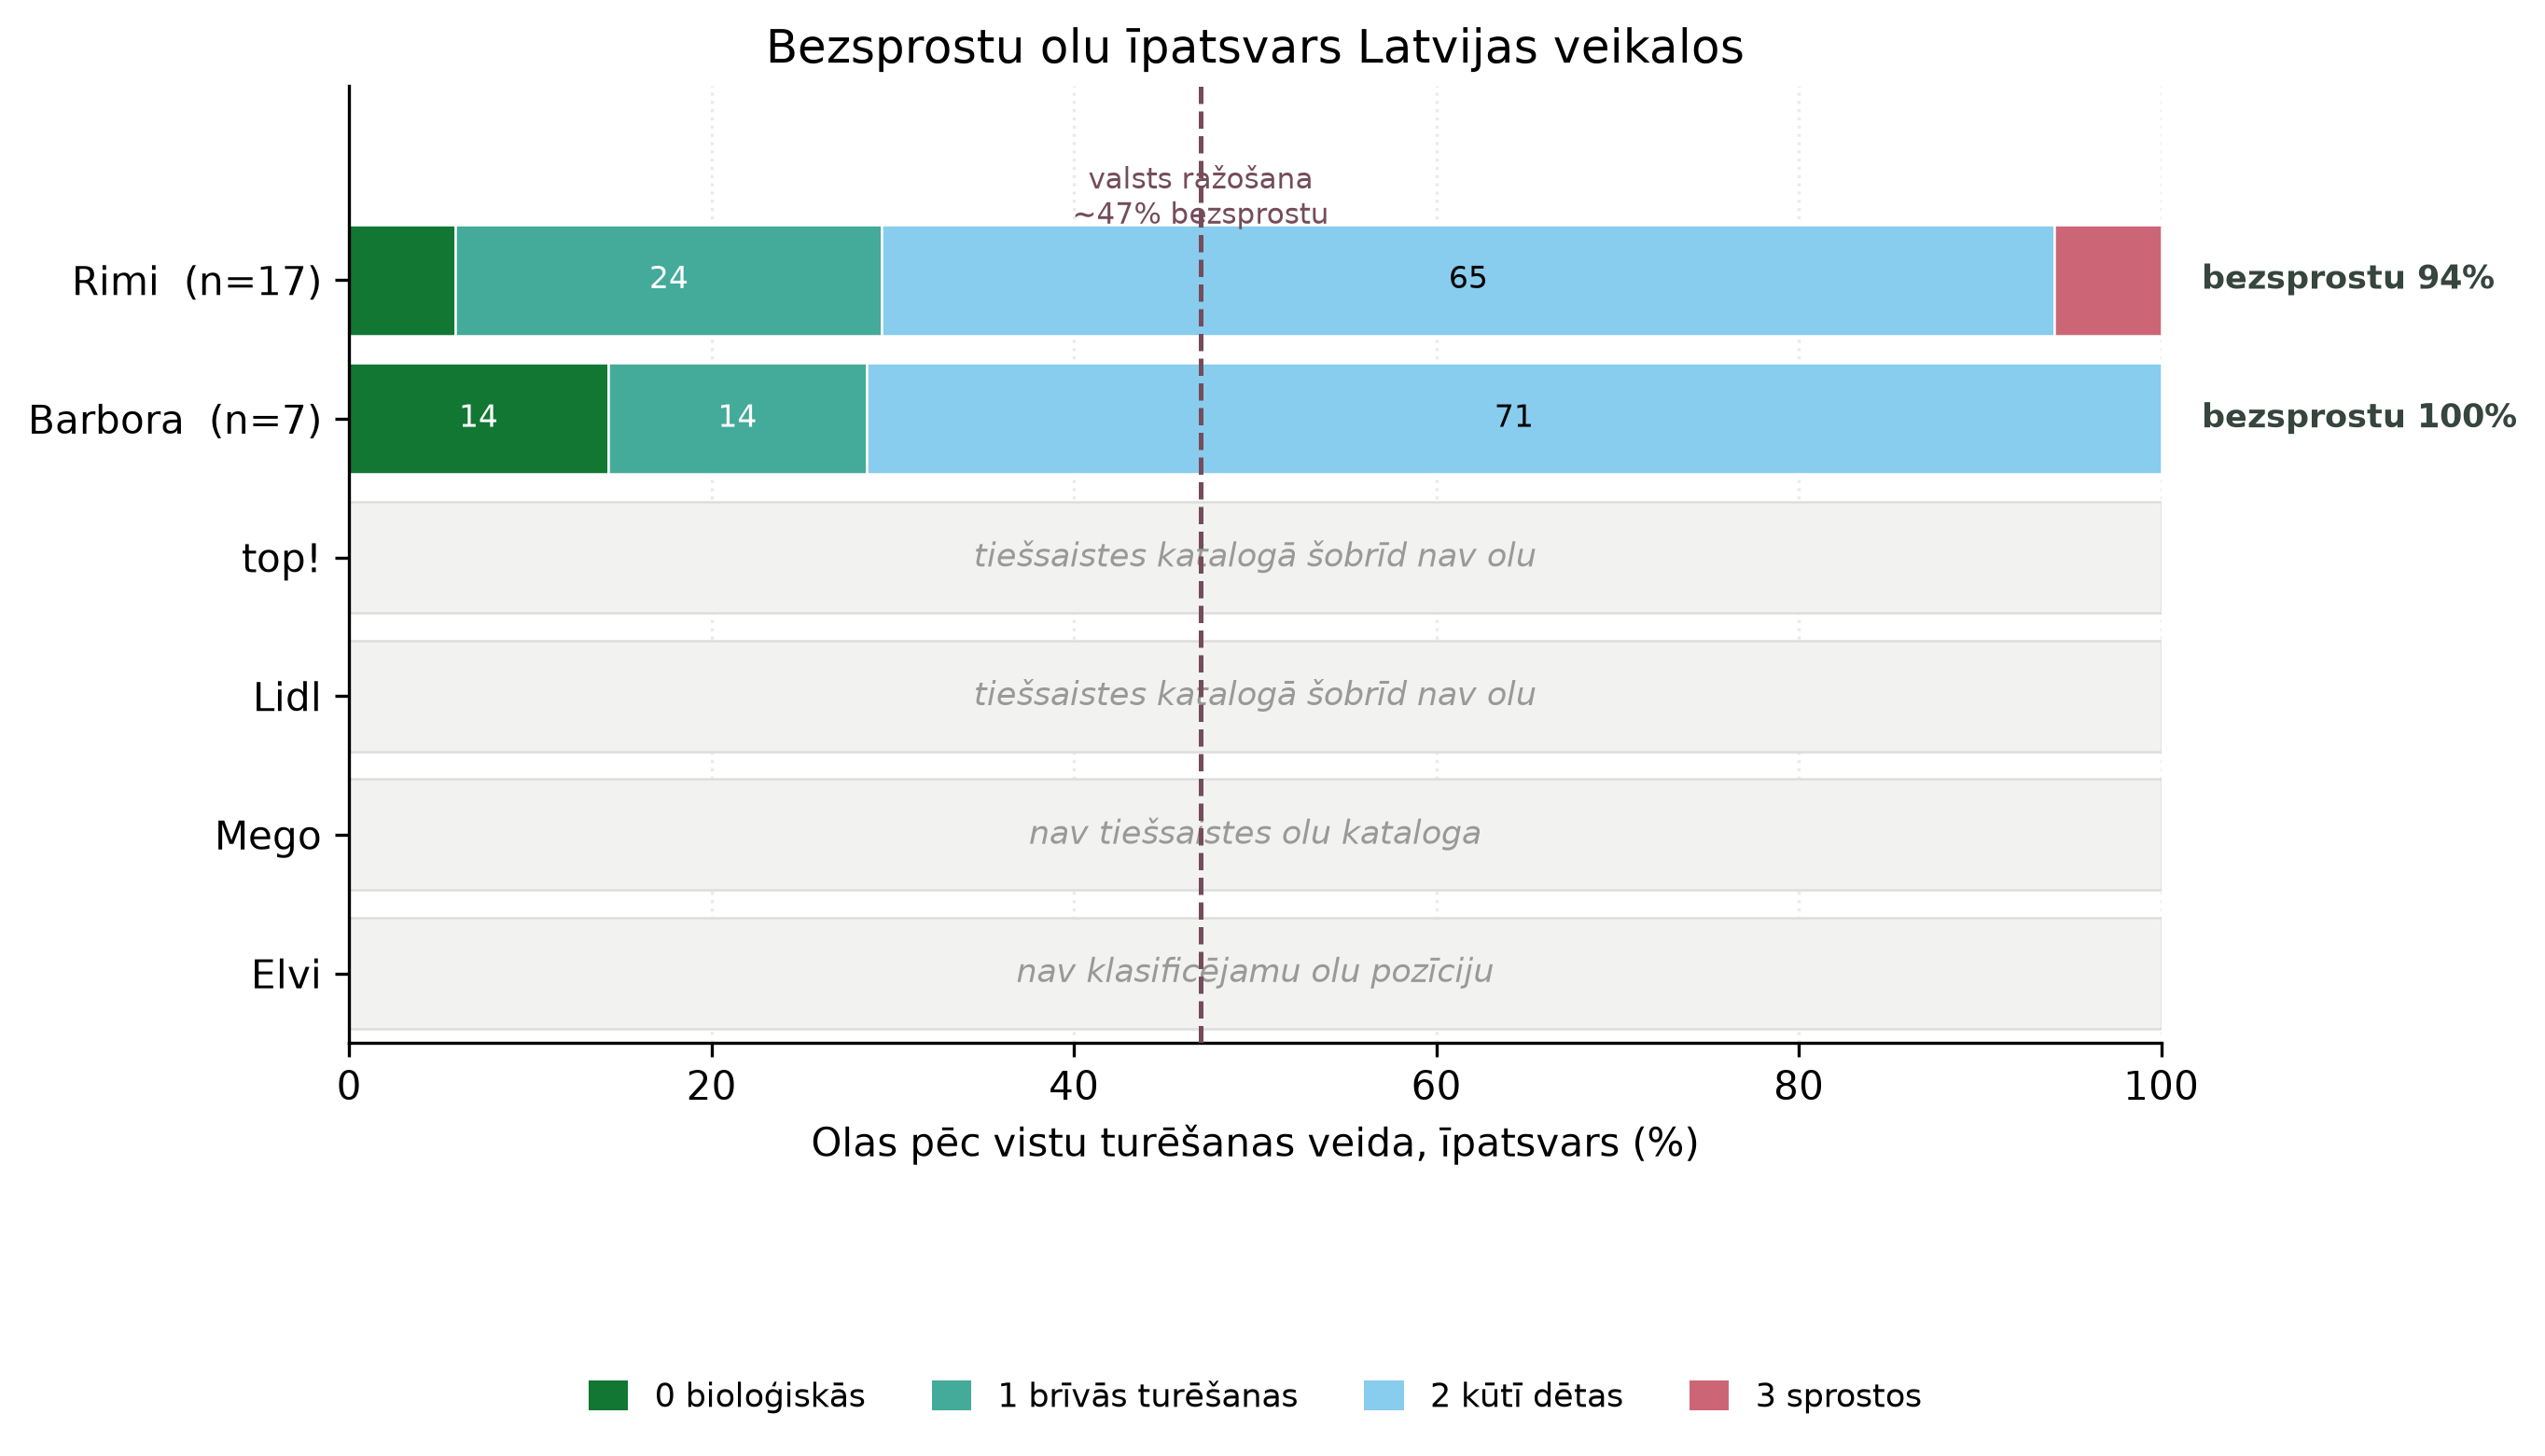 Bezsprostu olu īpatsvars Latvijas veikalos
valsts ražošana
~47% bezsprostu
Rimi (n=17)
24
65
bezsprostu 94%
Barbora (n=7)
14
14
71
bezsprostu 100%
top!
tiešsaistes katalogā šobrīd nav olu
Lidl
tiešsaistes katalogā šobrīd nav olu
Mego
nav tiešsaistes olu kataloga
Elvi
nav klasificējamu olu pozīciju
0 20 40 60 80 100
Olas pēc vistu turēšanas veida, īpatsvars (%)
0 bioloģiskās 1 brīvās turēšanas 2 kūtī dētas 3 sprostos